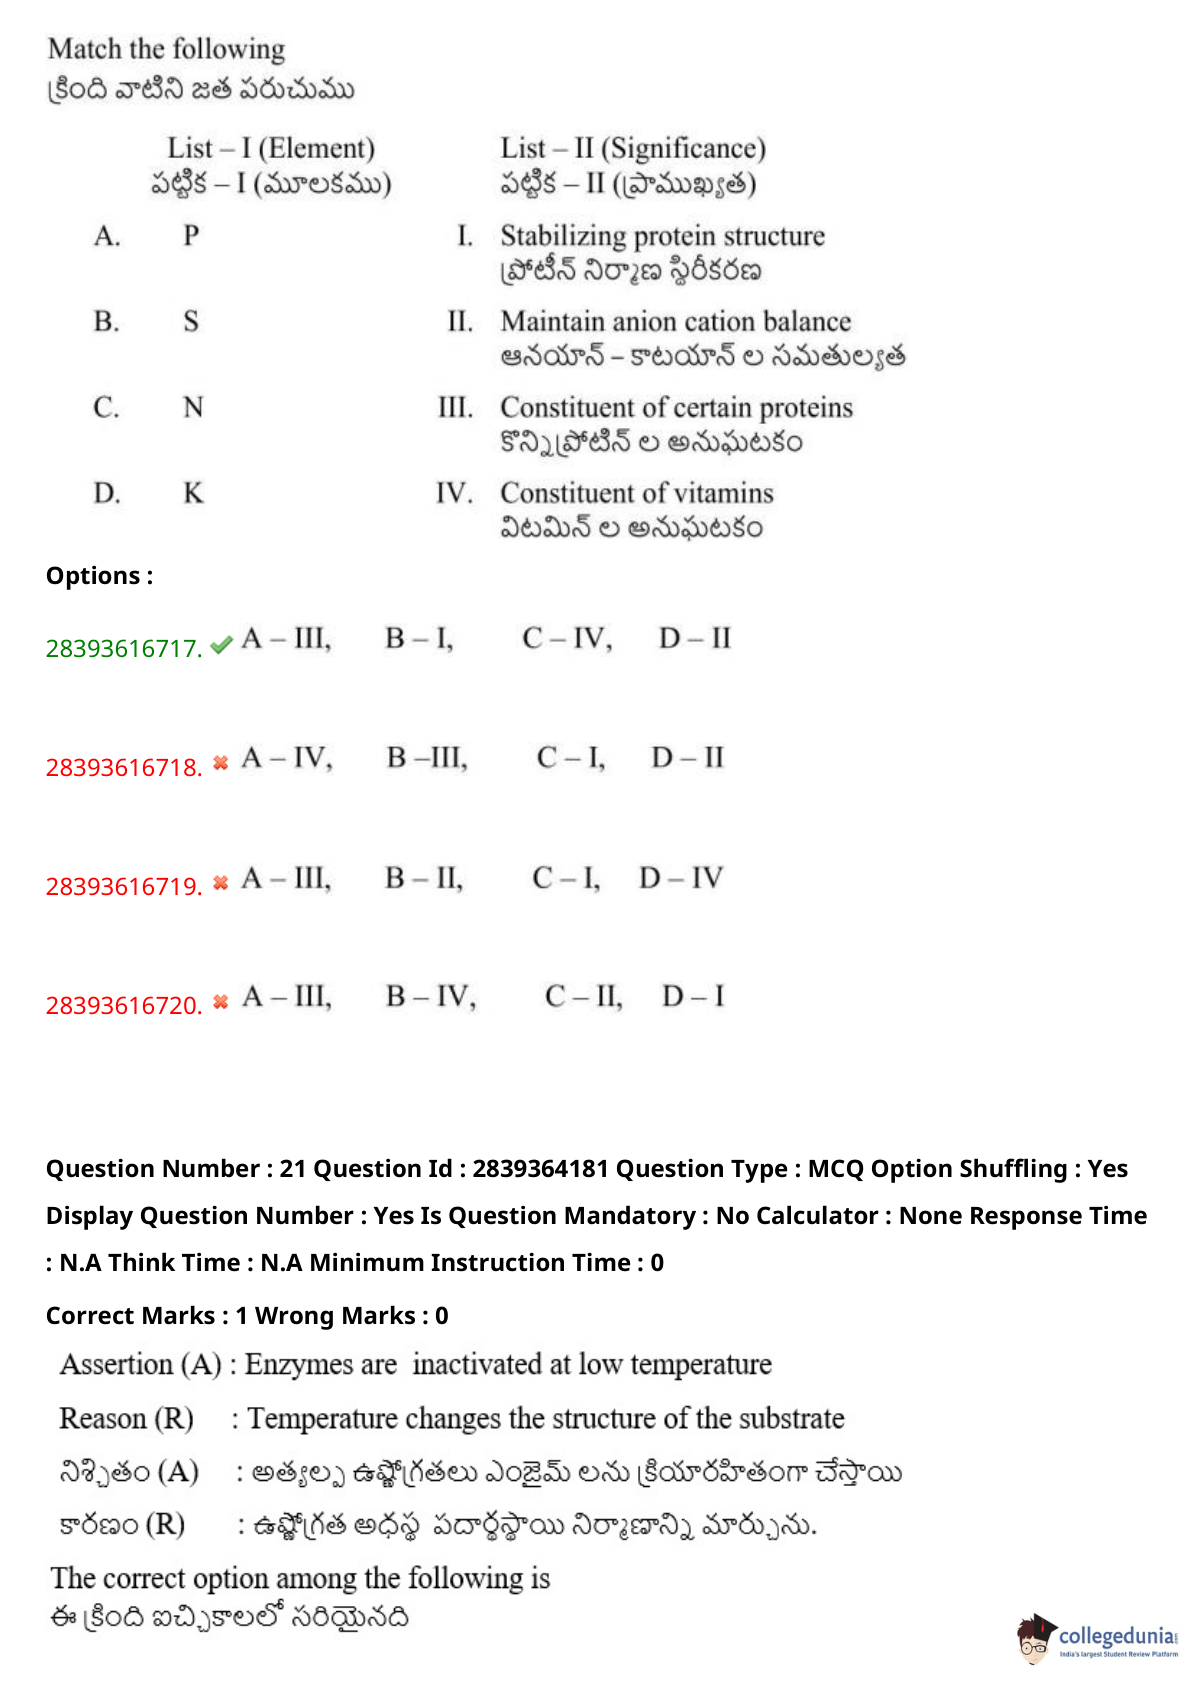 Match the following
క్రింది వాటిని జత పరుచుము
List – I (Element) List – II (Significance)
పట్టిక – I (మూలకము) పట్టిక – II (ప్రాముఖ్యత)
A. P I. Stabilizing protein structure
ప్రోటీన్ నిర్మాణ స్థిరీకరణ
B. S II. Maintain anion cation balance
ఆనయాన్ – కాటయాన్ ల సమతుల్యత
C. N III. Constituent of certain proteins
కొన్ని ప్రోటిన్ ల అనుఘటకం
D. K IV. Constituent of vitamins
విటమిన్ ల అనుఘటకం
Options :
28393616717. A – III, B – I, C – IV, D – II
28393616718. A – IV, B –III, C – I, D – II
28393616719. A – III, B – II, C – I, D – IV
28393616720. A – III, B – IV, C – II, D – I
Question Number : 21 Question Id : 2839364181 Question Type : MCQ Option Shuffling : Yes
Display Question Number : Yes Is Question Mandatory : No Calculator : None Response Time
: N.A Think Time : N.A Minimum Instruction Time : 0
Correct Marks : 1 Wrong Marks : 0
Assertion (A) : Enzymes are inactivated at low temperature
Reason (R) : Temperature changes the structure of the substrate
నిశ్చితం (A) : అత్యల్ప ఉష్ణోగ్రతలు ఎంజైమ్ లను క్రియారహితంగా చేస్తాయి
కారణం (R) : ఉష్ణోగ్రత అధస్థ పదార్థస్థాయి నిర్మాణాన్ని మార్చును.
The correct option among the following is
ఈ క్రింది ఐచ్చికాలలో సరియైనది
collegedunia
India's largest Student Review Platform